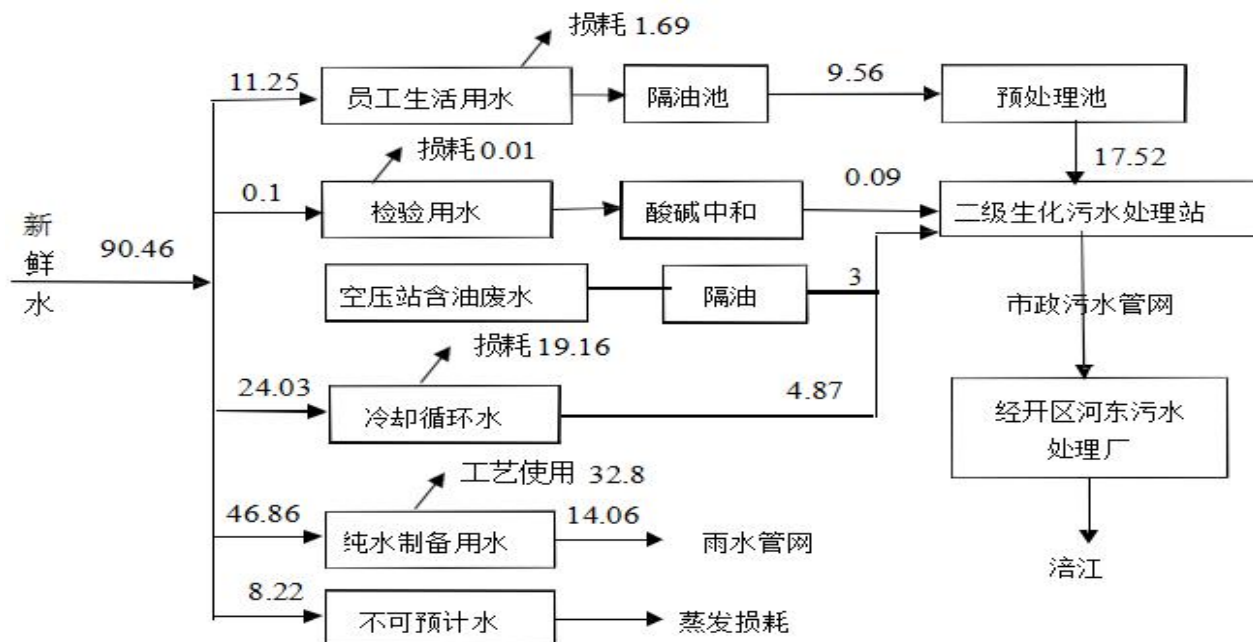 损耗 1.69
11.25
员工生活用水
隔油池
9.56
预处理池
损耗 0.01
17.52
0.1
检验用水
酸碱中和
0.09
二级生化污水处理站
新
鲜
水
90.46
空压站含油废水
隔油
3
市政污水管网
损耗 19.16
24.03
冷却循环水
4.87
经开区河东污水
处理厂
工艺使用 32.8
46.86
纯水制备用水
14.06
雨水管网
涪江
8.22
不可预计水
蒸发损耗